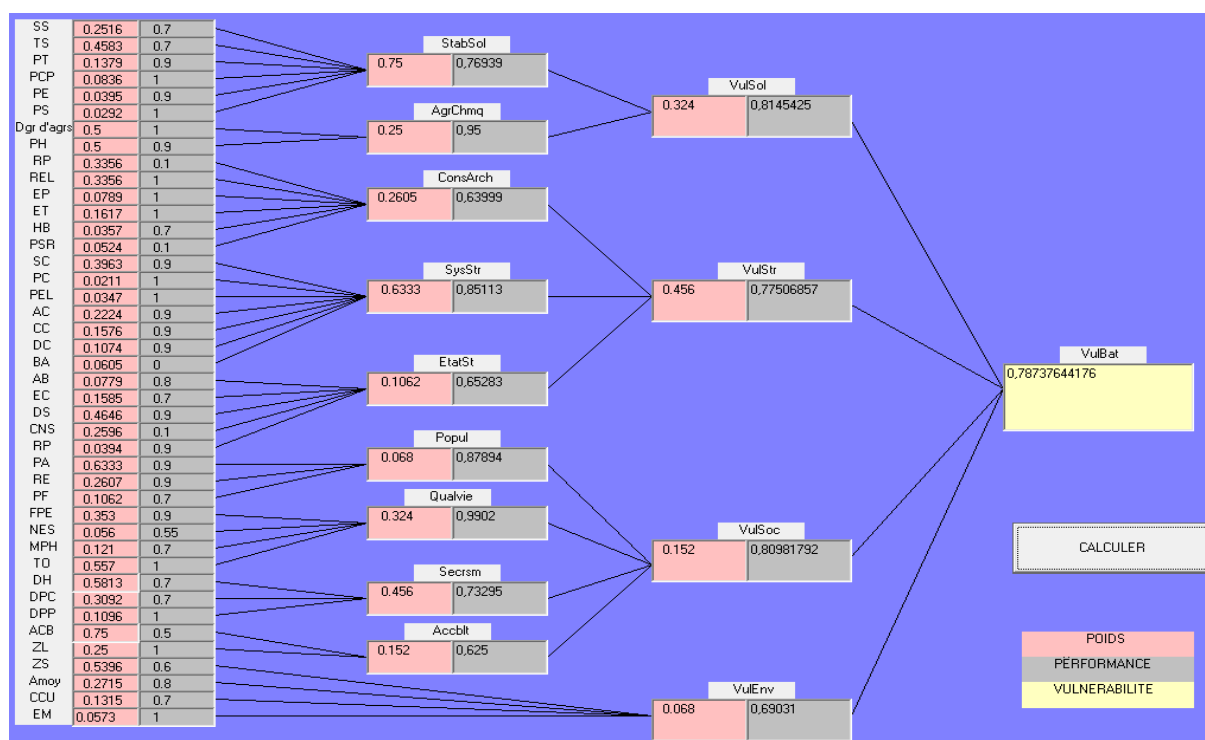 SS 0.2516 0.7
TS 0.4583 0.7
PT 0.1379 0.9
PCP 0.0836 1
PE 0.0395 0.9
PS 0.0292 1
Dgr d'agrs 0.5 1
PH 0.5 0.9
RP 0.3356 0.1
REL 0.3356 1
EP 0.0789 1
ET 0.1617 1
HB 0.0357 0.7
PSR 0.0524 0.1
SC 0.3963 0.9
PC 0.0211 1
PEL 0.0347 1
AC 0.2224 0.9
CC 0.1576 0.9
DC 0.1074 0.9
BA 0.0605 0
AB 0.0779 0.8
EC 0.1585 0.7
DS 0.4646 0.9
CNS 0.2596 0.1
RP 0.0394 0.9
PA 0.6333 0.9
RE 0.2607 0.9
PF 0.1062 0.7
FPE 0.353 0.9
NES 0.056 0.55
MPH 0.121 0.7
TO 0.557 1
DH 0.5813 0.7
DPC 0.3092 0.7
DPP 0.1096 1
ACB 0.75 0.5
ZL 0.25 1
ZS 0.5396 0.6
Amoy 0.2715 0.8
CCU 0.1315 0.7
EM 0.0573 1
StabSol
0.75 0,76939
AgrChmq
0.25 0,95
ConsArch
0.2605 0,63999
SysStr
0.6333 0,85113
EtatSt
0.1062 0,65283
Popul
0.068 0,87894
Qualvie
0.324 0,9902
Secrsm
0.456 0,73295
Accblt
0.152 0,625
VulSol
0.324 0,8145425
VulStr
0.456 0,77506857
VulSoc
0.152 0,80981792
VulEnv
0.068 0,69031
VulBat
0,78737644176
CALCULER
POIDS
PËRFORMANCE
VULNERABILITE